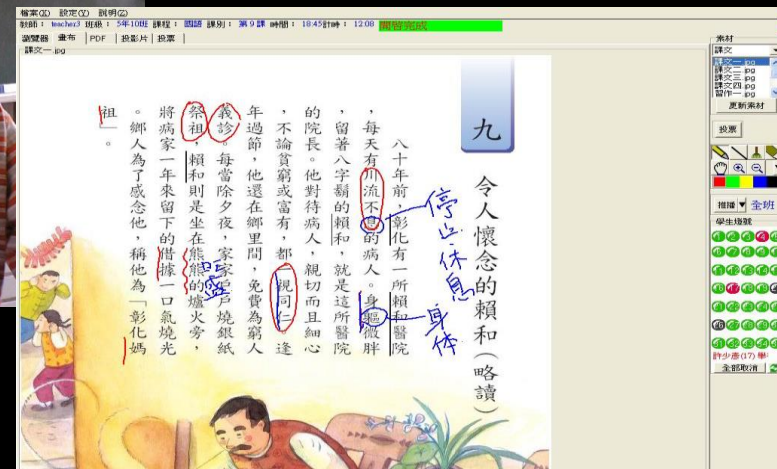 檔案(X) 設定(Y) 說明(Z)
教師： teacher3 班級： 5年10班 課程： 國語 課別： 第9課 時間： 18:45計時： 12:08
瀏覽器 畫布 PDF 投影片 投票
課文一.jpg
九 令人懷念的賴和（略讀）
八十年前，彰化有一所賴和醫院
，每天有川流不息的病人。身軀微胖
，留著八字鬍的賴和，就是這所醫院
的院長。他對待病人，親切而且細心
，不論貧窮或富有，都一視同仁。逢
年過節，他還在鄉里間，免費為窮人
義診。每當除夕夜，家家戶戶燒銀紙
祭祖，賴和則是坐在熊熊的爐火旁，
將病家一年來留下的借據一口氣燒光
。鄉人為了感念他，稱他為「彰化媽
祖」。
停止、休息
身体
素材
課文
課文一.jpg
課文二.jpg
課文三.jpg
課文四.jpg
習作一.jpg
更新素材
投票
推播 全班
學生燈號
許少彥(17) 舉
全部取消